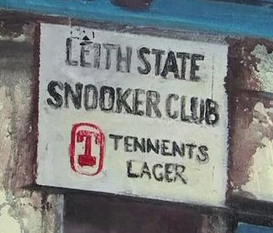 LEITH STATE
SNOOKER CLUB
T TENNENTS
LAGER